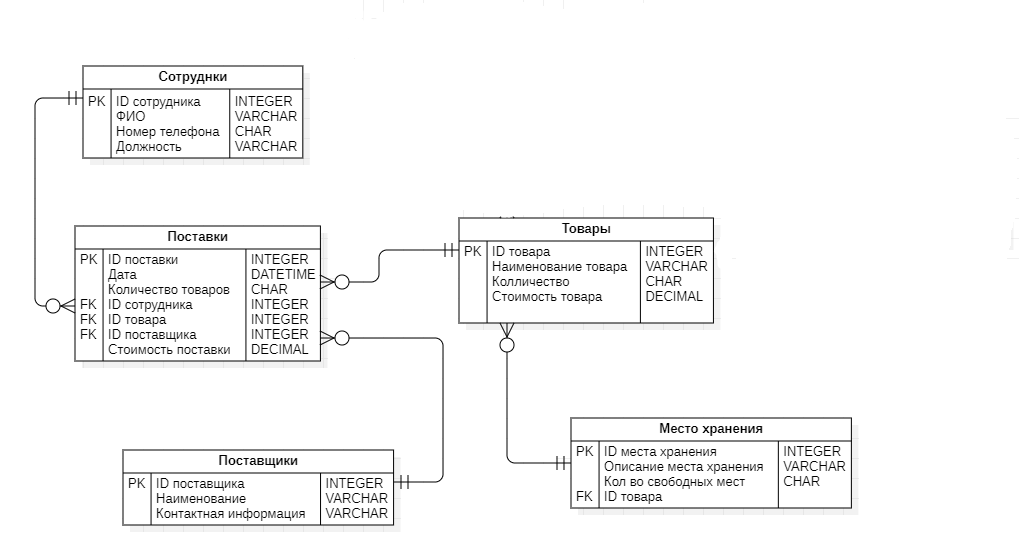 Сотруднки
PK ID сотрудника INTEGER
ФИО VARCHAR
Номер телефона CHAR
Должность VARCHAR
Поставки
PK ID поставки INTEGER
Дата DATETIME
Количество товаров CHAR
FK ID сотрудника INTEGER
FK ID товара INTEGER
FK ID поставщика INTEGER
Стоимость поставки DECIMAL
Товары
PK ID товара INTEGER
Наименование товара VARCHAR
Колличество CHAR
Стоимость товара DECIMAL
Поставщики
PK ID поставщика INTEGER
Наименование VARCHAR
Контактная информация VARCHAR
Место хранения
PK ID места хранения INTEGER
Описание места хранения VARCHAR
Кол во свободных мест CHAR
FK ID товара